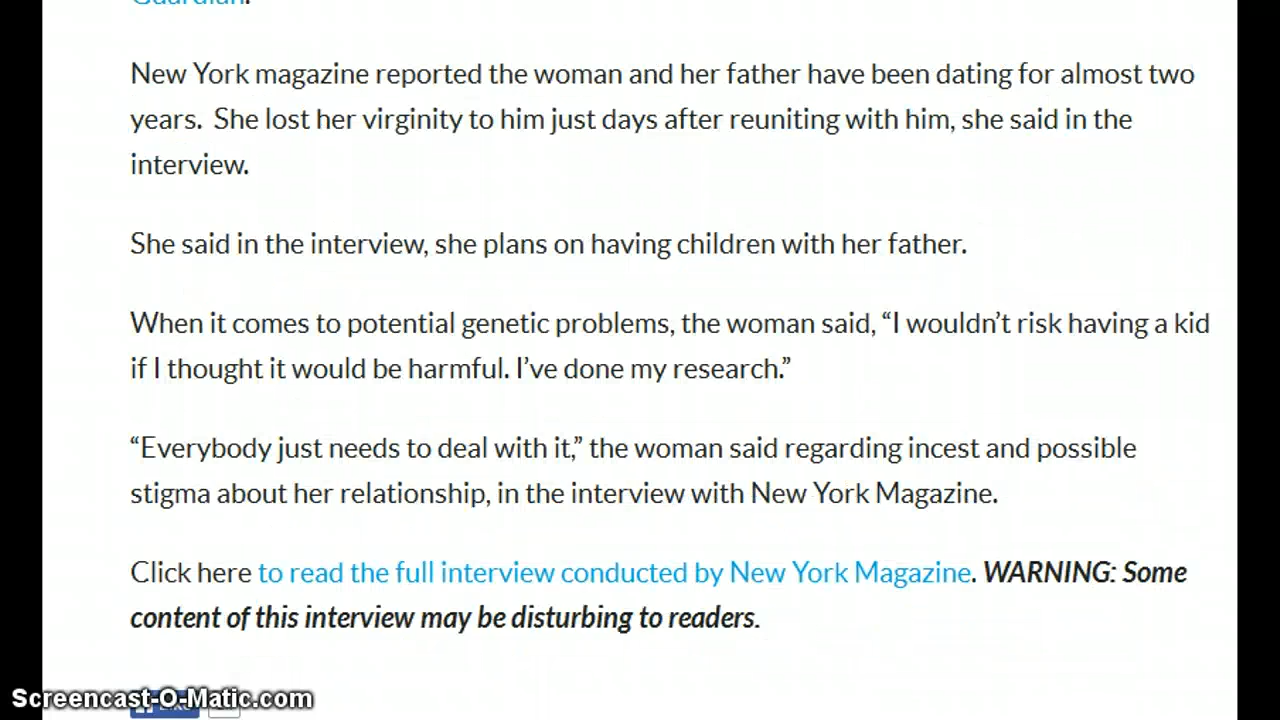 Guardian.
New York magazine reported the woman and her father have been dating for almost two
years.  She lost her virginity to him just days after reuniting with him, she said in the
interview.
She said in the interview, she plans on having children with her father.
When it comes to potential genetic problems, the woman said, “I wouldn’t risk having a kid
if I thought it would be harmful. I’ve done my research.”
“Everybody just needs to deal with it,” the woman said regarding incest and possible
stigma about her relationship, in the interview with New York Magazine.
Click here to read the full interview conducted by New York Magazine. WARNING: Some
content of this interview may be disturbing to readers.
Screencast-O-Matic.com